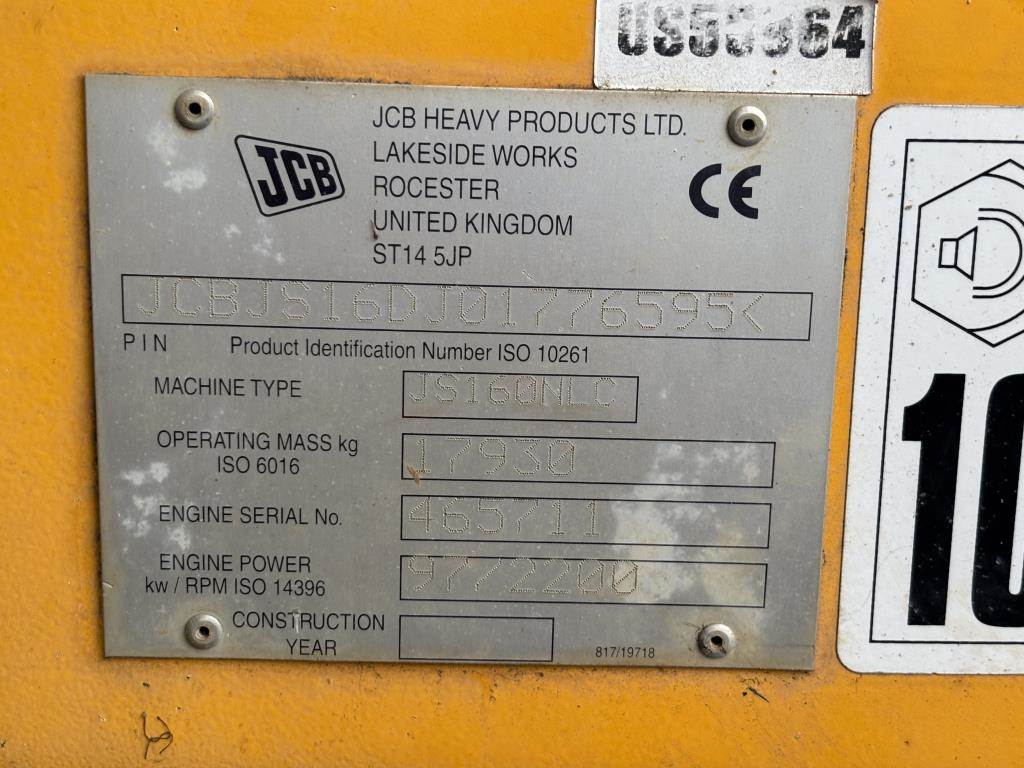 JCB HEAVY PRODUCTS LTD.
JCB
LAKESIDE WORKS
ROCESTER
UNITED KINGDOM
ST14 5JP
CE
JCBJS16DJ01776595<
PIN Product Identification Number ISO 10261
MACHINE TYPE JS160NLC
OPERATING MASS kg 17930
ISO 6016
ENGINE SERIAL No. 465711
ENGINE POWER 97/2200
kw / RPM ISO 14396
CONSTRUCTION
YEAR
817/19718